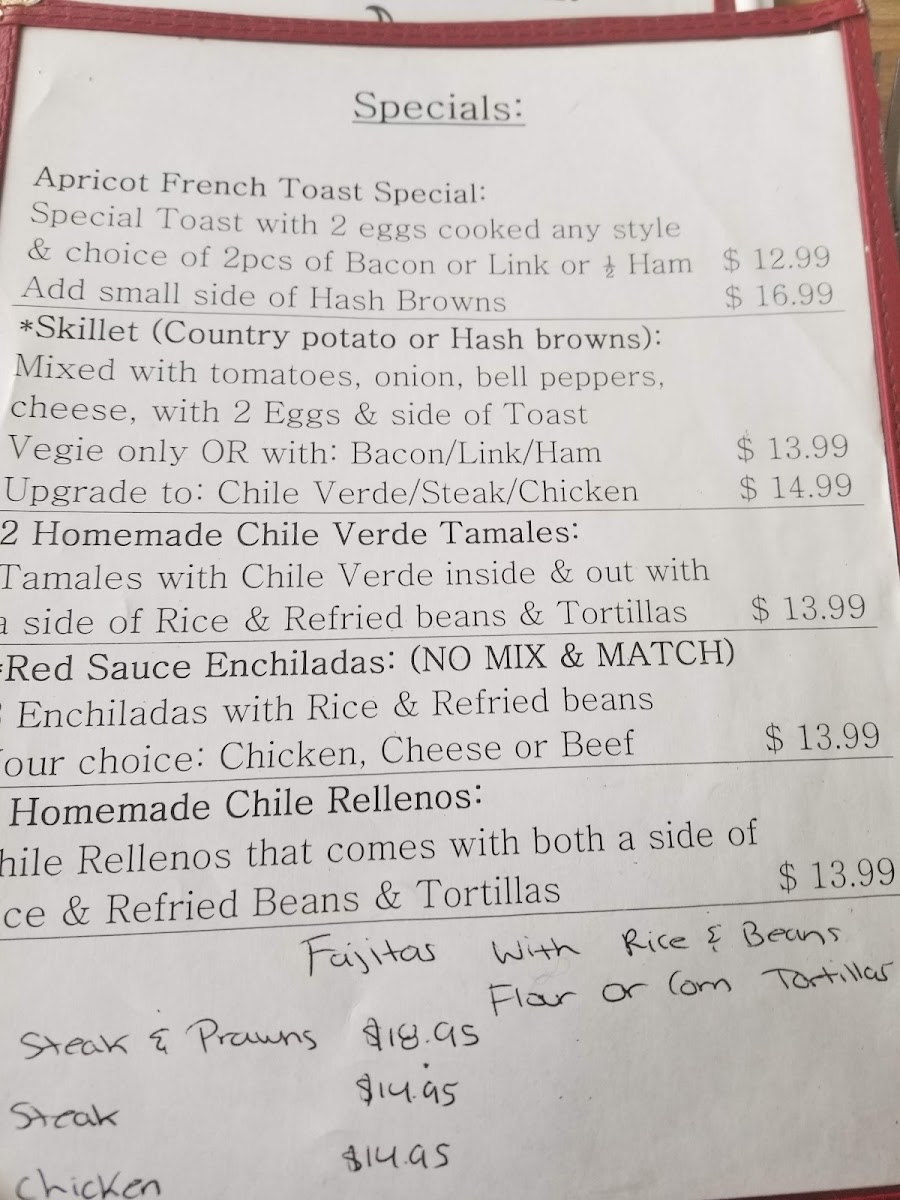 Specials:
Apricot French Toast Special:
Special Toast with 2 eggs cooked any style
& choice of 2pcs of Bacon or Link or ½ Ham $ 12.99
Add small side of Hash Browns $ 16.99
*Skillet (Country potato or Hash browns):
Mixed with tomatoes, onion, bell peppers,
cheese, with 2 Eggs & side of Toast
Vegie only OR with: Bacon/Link/Ham $ 13.99
Upgrade to: Chile Verde/Steak/Chicken $ 14.99
2 Homemade Chile Verde Tamales:
Tamales with Chile Verde inside & out with
a side of Rice & Refried beans & Tortillas $ 13.99
*Red Sauce Enchiladas: (NO MIX & MATCH)
Enchiladas with Rice & Refried beans
our choice: Chicken, Cheese or Beef $ 13.99
Homemade Chile Rellenos:
hile Rellenos that comes with both a side of
ce & Refried Beans & Tortillas $ 13.99
Fajitas with Rice & Beans
Flour or Corn Tortillas
Steak & Prawns $18.95
Steak $14.95
Chicken $14.95